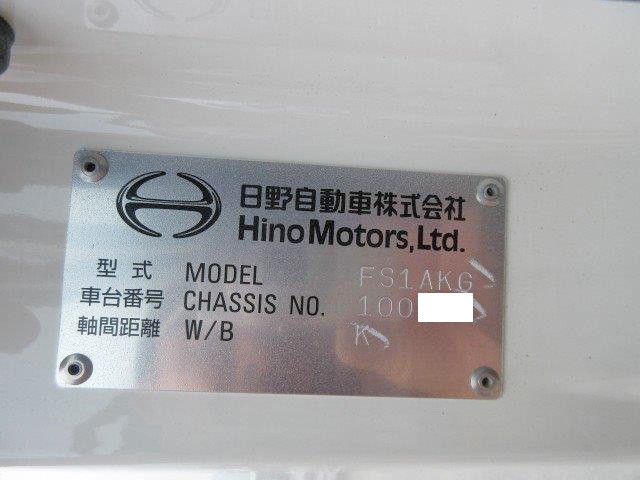 日野自動車株式会社
Hino Motors, Ltd.
型式 MODEL FS1AKG
車台番号 CHASSIS NO. 100
軸間距離 W/B K